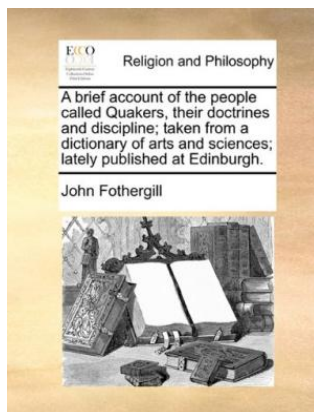 ECCO
Religion and Philosophy
A brief account of the people
called Quakers, their doctrines
and discipline; taken from a
dictionary of arts and sciences;
lately published at Edinburgh.
John Fothergill